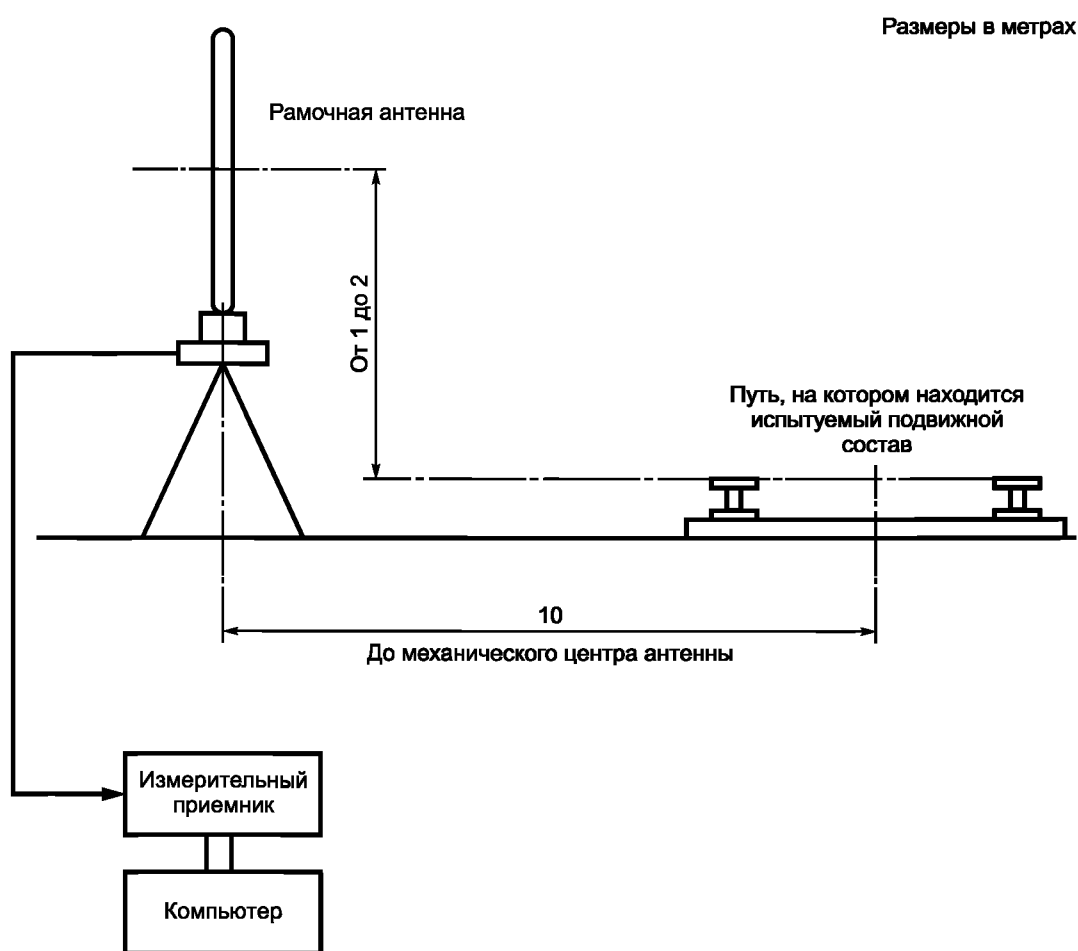 Размеры в метрах
Рамочная антенна
От 1 до 2
Путь, на котором находится
испытуемый подвижной
состав
10
До механического центра антенны
Измерительный
приемник
Компьютер